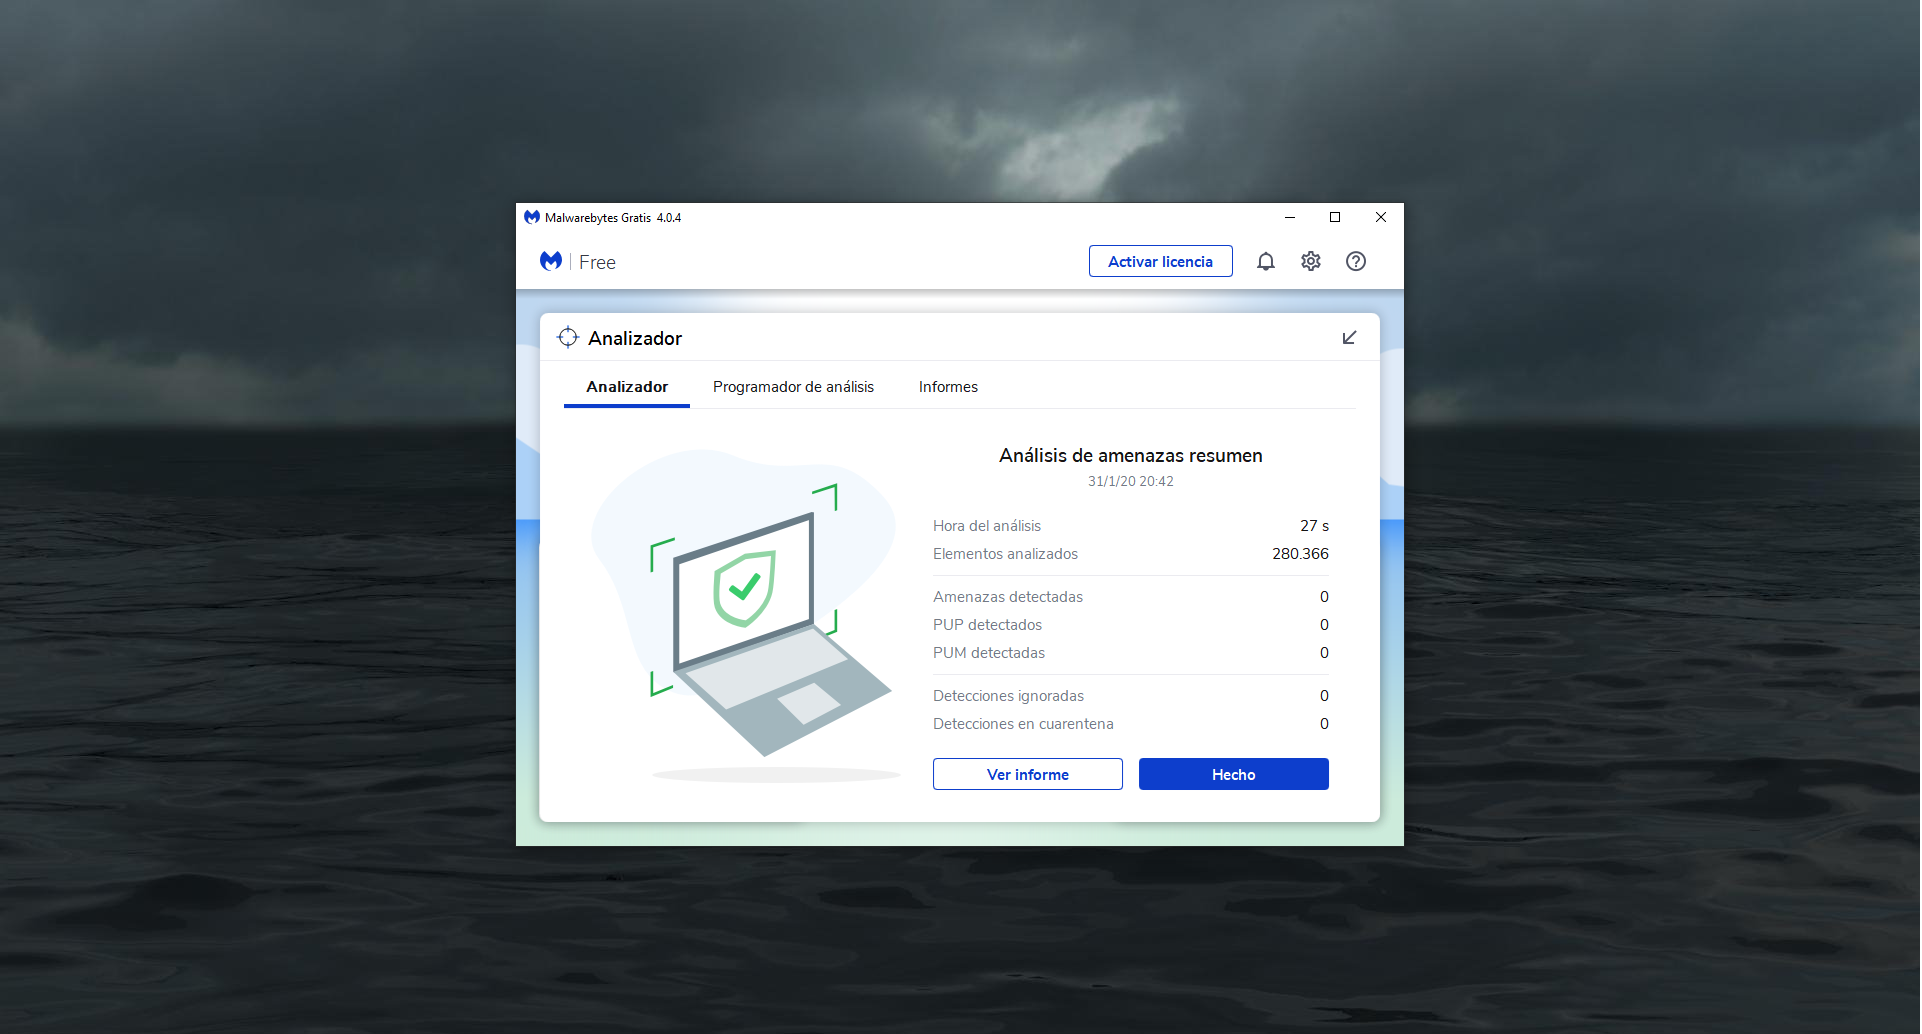 Malwarebytes Gratis 4.0.4
Free
Activar licencia
Analizador
Analizador Programador de análisis Informes
Análisis de amenazas resumen
31/1/20 20:42
Hora del análisis 27 s
Elementos analizados 280.366
Amenazas detectadas 0
PUP detectados 0
PUM detectadas 0
Detecciones ignoradas 0
Detecciones en cuarentena 0
Ver informe Hecho